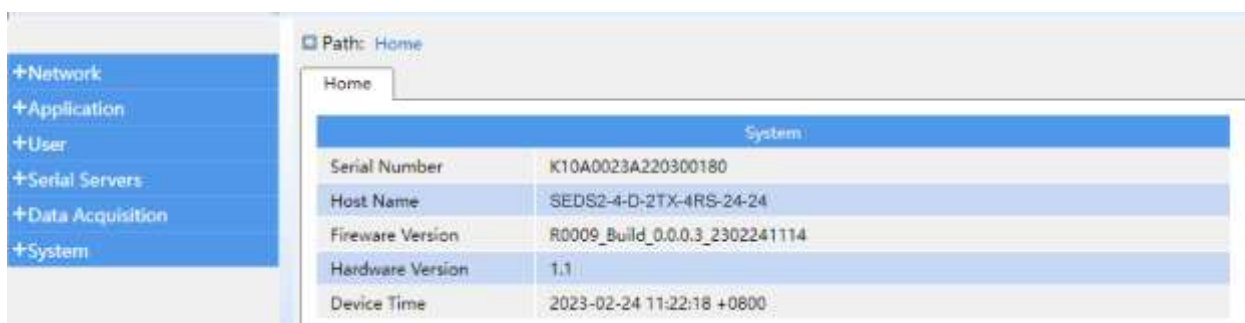 Path: Home
+Network
+Application
+User
+Serial Servers
+Data Acquisition
+System
Home
System
Serial Number K10A0023A220300180
Host Name SEDS2-4-D-2TX-4RS-24-24
Fireware Version R0009_Build_0.0.0.3_2302241114
Hardware Version 1.1
Device Time 2023-02-24 11:22:18 +0800